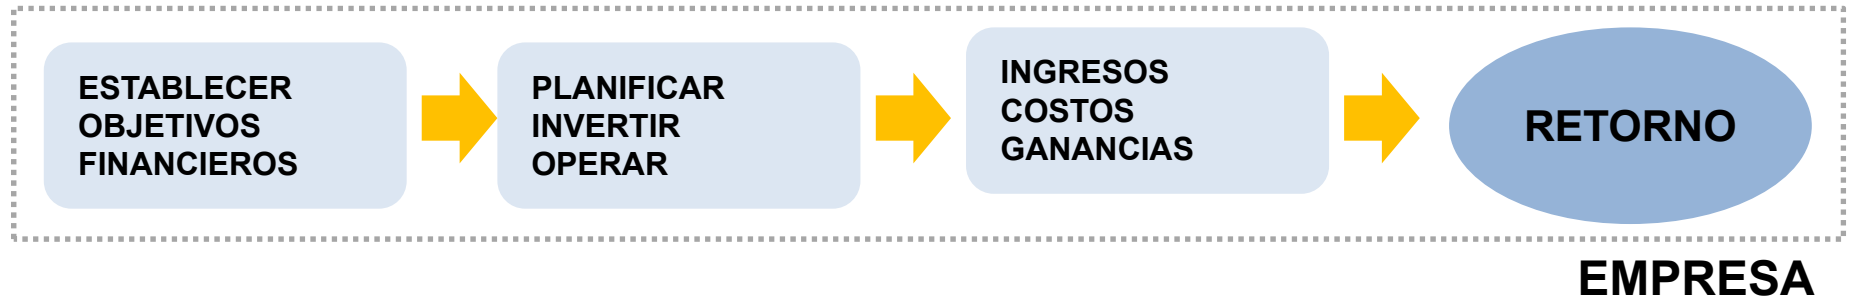 ESTABLECER
OBJETIVOS
FINANCIEROS
PLANIFICAR
INVERTIR
OPERAR
INGRESOS
COSTOS
GANANCIAS
RETORNO
EMPRESA